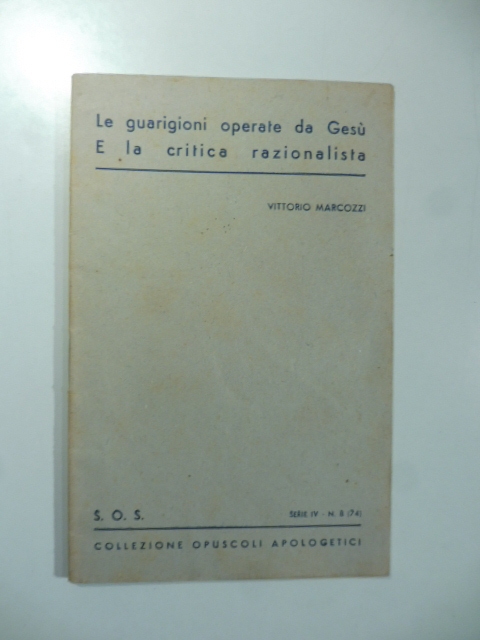 Le guarigioni operate da Gesù
E la critica razionalista
VITTORIO MARCOZZI
S. O. S.
SERIE IV - N. 8 (74)
COLLEZIONE OPUSCOLI APOLOGETICI